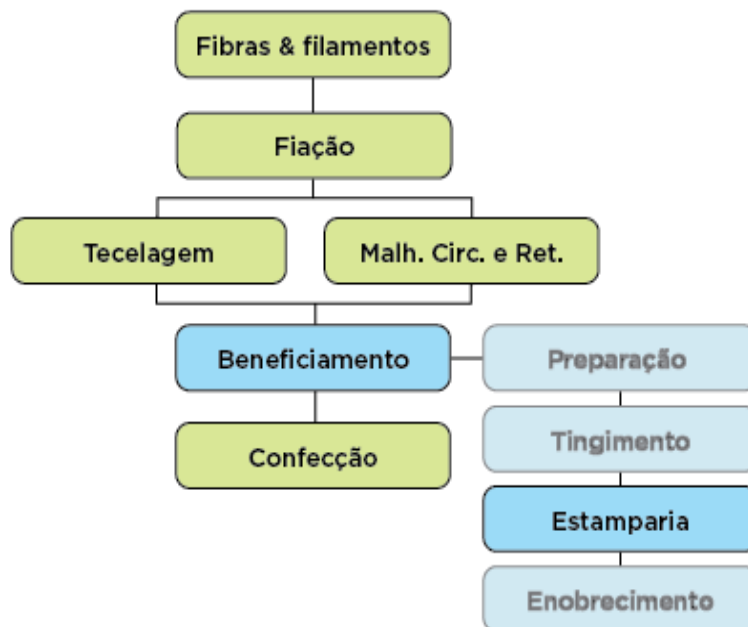 Fibras & filamentos
Fiação
Tecelagem
Malh. Circ. e Ret.
Beneficiamento
Preparação
Tingimento
Confecção
Estamparia
Enobrecimento